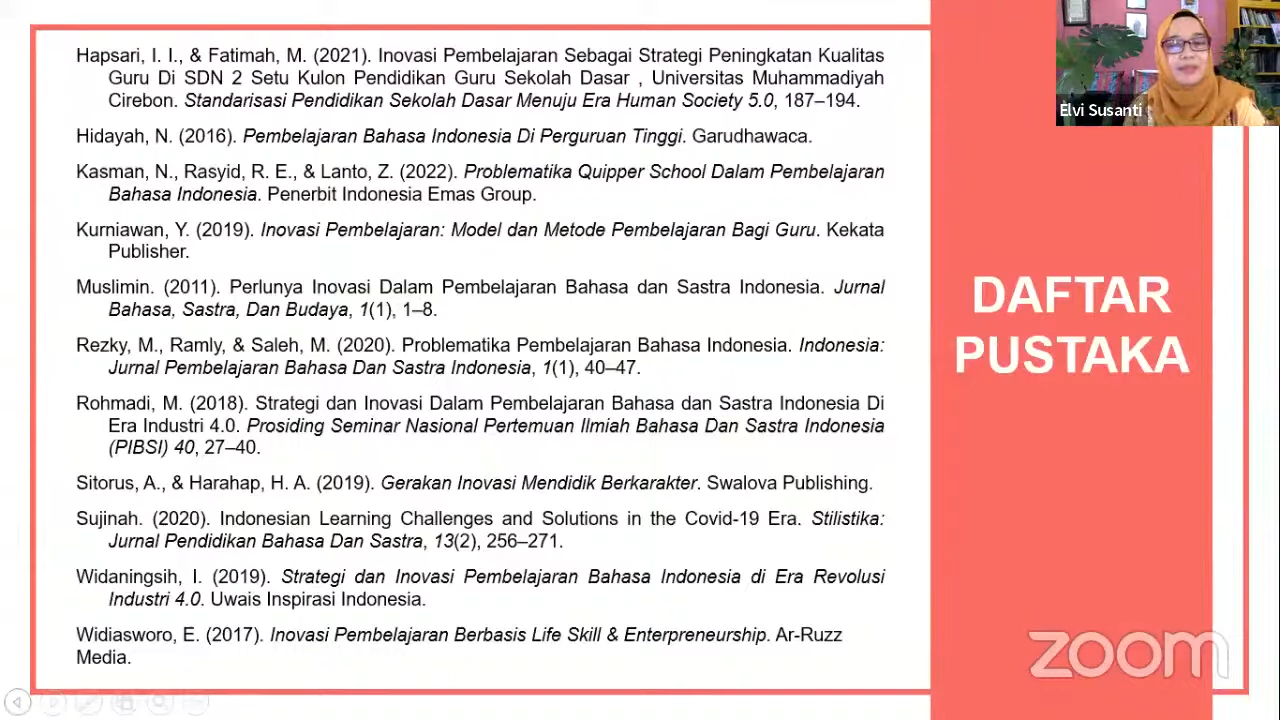 Hapsari, I. I., & Fatimah, M. (2021). Inovasi Pembelajaran Sebagai Strategi Peningkatan Kualitas
Guru Di SDN 2 Setu Kulon Pendidikan Guru Sekolah Dasar , Universitas Muhammadiyah
Cirebon. Standarisasi Pendidikan Sekolah Dasar Menuju Era Human Society 5.0, 187–194.
Hidayah, N. (2016). Pembelajaran Bahasa Indonesia Di Perguruan Tinggi. Garudhawaca.
Kasman, N., Rasyid, R. E., & Lanto, Z. (2022). Problematika Quipper School Dalam Pembelajaran
Bahasa Indonesia. Penerbit Indonesia Emas Group.
Kurniawan, Y. (2019). Inovasi Pembelajaran: Model dan Metode Pembelajaran Bagi Guru. Kekata
Publisher.
Muslimin. (2011). Perlunya Inovasi Dalam Pembelajaran Bahasa dan Sastra Indonesia. Jurnal
Bahasa, Sastra, Dan Budaya, 1(1), 1–8.
Rezky, M., Ramly, & Saleh, M. (2020). Problematika Pembelajaran Bahasa Indonesia. Indonesia:
Jurnal Pembelajaran Bahasa Dan Sastra Indonesia, 1(1), 40–47.
Rohmadi, M. (2018). Strategi dan Inovasi Dalam Pembelajaran Bahasa dan Sastra Indonesia Di
Era Industri 4.0. Prosiding Seminar Nasional Pertemuan Ilmiah Bahasa Dan Sastra Indonesia
(PIBSI) 40, 27–40.
Sitorus, A., & Harahap, H. A. (2019). Gerakan Inovasi Mendidik Berkarakter. Swalova Publishing.
Sujinah. (2020). Indonesian Learning Challenges and Solutions in the Covid-19 Era. Stilistika:
Jurnal Pendidikan Bahasa Dan Sastra, 13(2), 256–271.
Widaningsih, I. (2019). Strategi dan Inovasi Pembelajaran Bahasa Indonesia di Era Revolusi
Industri 4.0. Uwais Inspirasi Indonesia.
Widiasworo, E. (2017). Inovasi Pembelajaran Berbasis Life Skill & Enterpreneurship. Ar-Ruzz
Media.
Elvi Susanti
DAFTAR
PUSTAKA
zoom